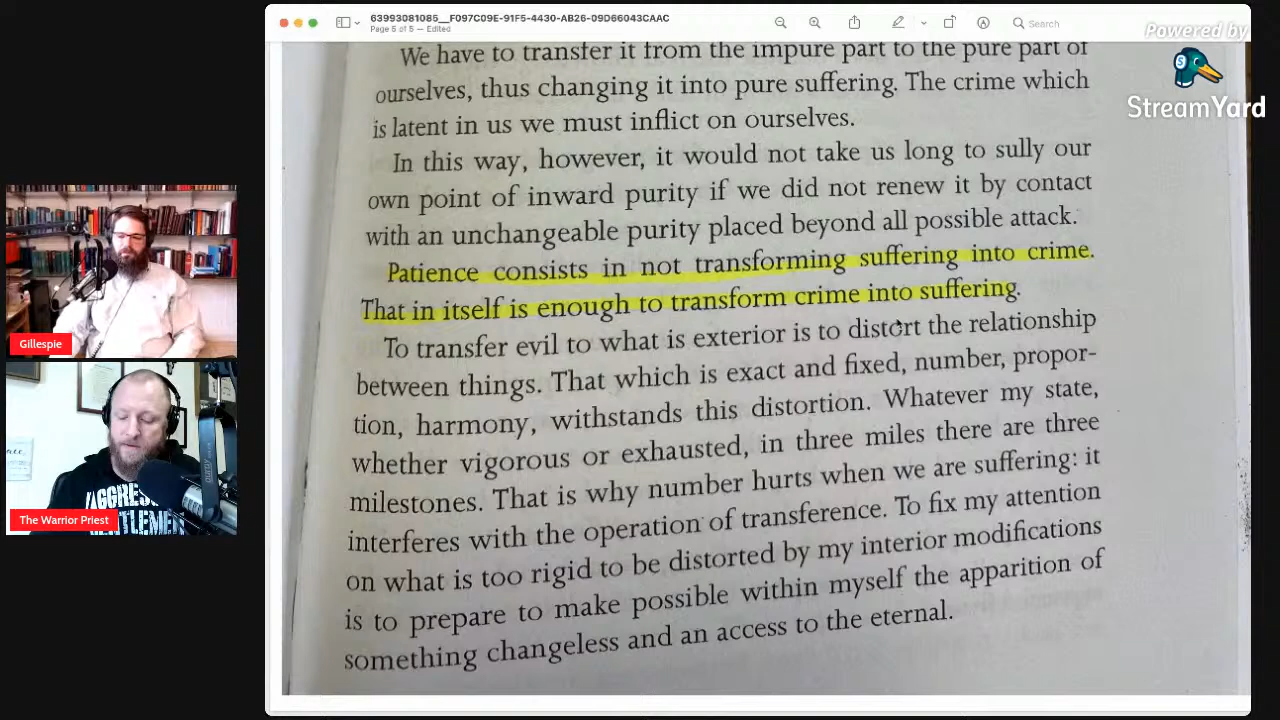 63993081085__F097C09E-91F5-4430-AB26-09D66043CAAC
Page 5 of 5 – Edited
Search
Powered by
StreamYard
We have to transfer it from the impure part to the pure part of
ourselves, thus changing it into pure suffering. The crime which
is latent in us we must inflict on ourselves.
In this way, however, it would not take us long to sully our
own point of inward purity if we did not renew it by contact
with an unchangeable purity placed beyond all possible attack.
Patience consists in not transforming suffering into crime.
That in itself is enough to transform crime into suffering.
To transfer evil to what is exterior is to distort the relationship
between things. That which is exact and fixed, number, propor-
tion, harmony, withstands this distortion. Whatever my state,
whether vigorous or exhausted, in three miles there are three
milestones. That is why number hurts when we are suffering: it
interferes with the operation of transference. To fix my attention
on what is too rigid to be distorted by my interior modifications
is to prepare to make possible within myself the apparition of
something changeless and an access to the eternal.
Gillespie
The Warrior Priest